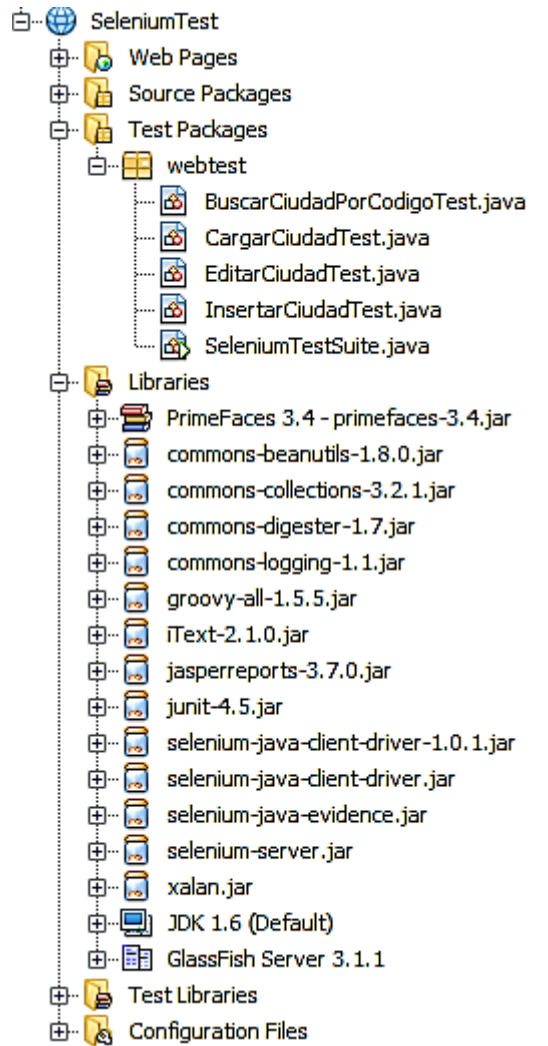 SeleniumTest
Web Pages
Source Packages
Test Packages
webtest
BuscarCiudadPorCodigoTest.java
CargarCiudadTest.java
EditarCiudadTest.java
InsertarCiudadTest.java
SeleniumTestSuite.java
Libraries
PrimeFaces 3.4 - primefaces-3.4.jar
commons-beanutils-1.8.0.jar
commons-collections-3.2.1.jar
commons-digester-1.7.jar
commons-logging-1.1.jar
groovy-all-1.5.5.jar
iText-2.1.0.jar
jasperreports-3.7.0.jar
junit-4.5.jar
selenium-java-client-driver-1.0.1.jar
selenium-java-client-driver.jar
selenium-java-evidence.jar
selenium-server.jar
xalan.jar
JDK 1.6 (Default)
GlassFish Server 3.1.1
Test Libraries
Configuration Files